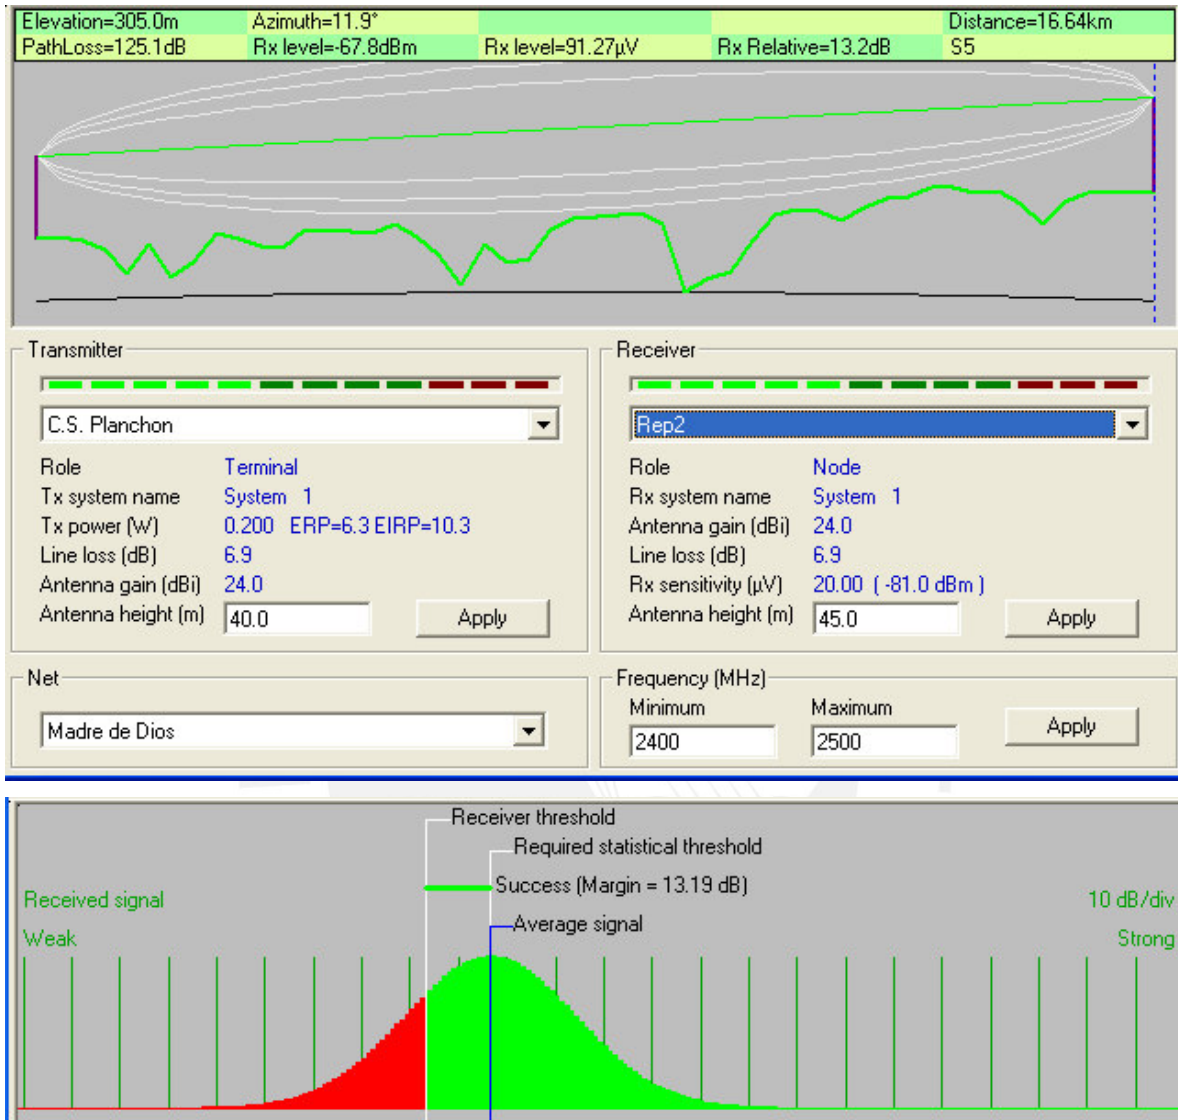 Elevation=305.0m Azimuth=11.9° Distance=16.64km
PathLoss=125.1dB Rx level=-67.8dBm Rx level=91.27µV Rx Relative=13.2dB S5
Transmitter
C.S. Planchon
Role Terminal
Tx system name System 1
Tx power (W) 0.200 ERP=6.3 EIRP=10.3
Line loss (dB) 6.9
Antenna gain (dBi) 24.0
Antenna height (m) 40.0 Apply
Receiver
Rep2
Role Node
Rx system name System 1
Antenna gain (dBi) 24.0
Line loss (dB) 6.9
Rx sensitivity (µV) 20.00 ( -81.0 dBm )
Antenna height (m) 45.0 Apply
Net
Madre de Dios
Frequency (MHz)
Minimum Maximum
2400 2500 Apply
Receiver threshold
Required statistical threshold
Success (Margin = 13.19 dB)
Received signal 10 dB/div
Average signal
Weak Strong